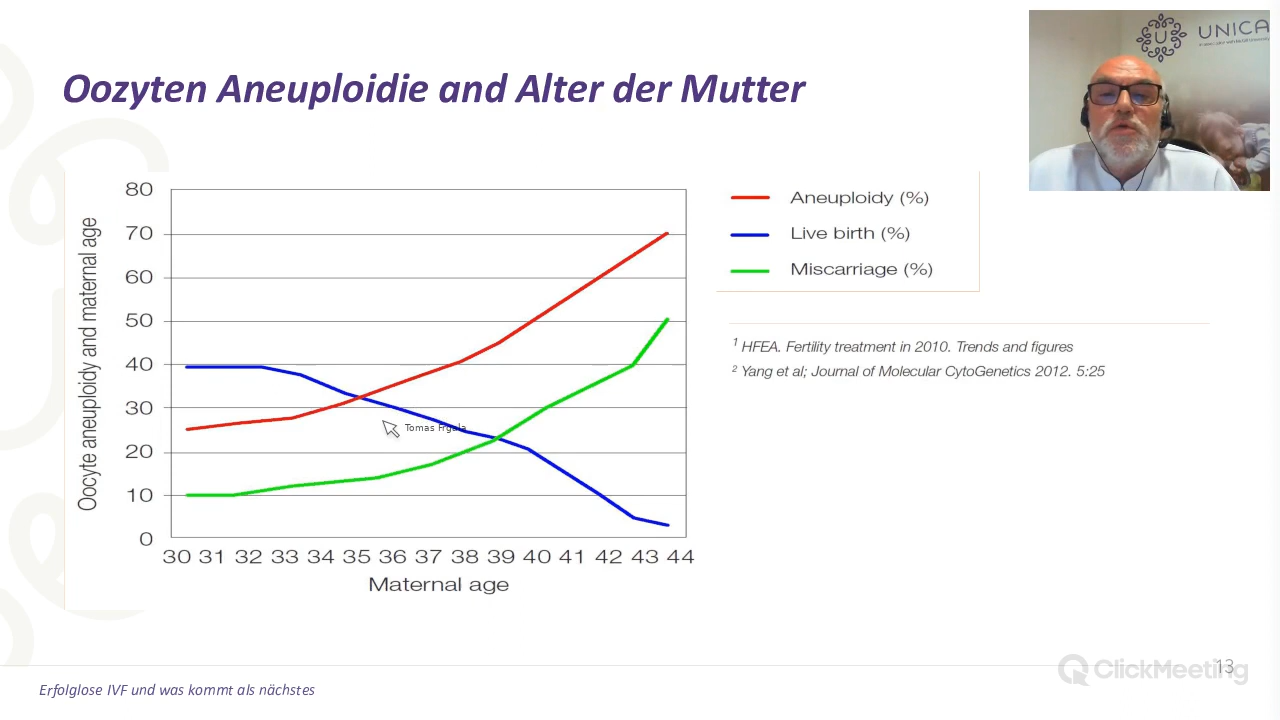 UNICA
Oozyten Aneuploidie and Alter der Mutter
80
70
60
50
40
30
20
10
0
Oocyte aneuploidy and maternal age
30 31 32 33 34 35 36 37 38 39 40 41 42 43 44
Maternal age
Aneuploidy (%)
Live birth (%)
Miscarriage (%)
1 HFEA. Fertility treatment in 2010. Trends and figures
2 Yang et al; Journal of Molecular CytoGenetics 2012. 5:25
Tomas Frgala
ClickMeeting
13
Erfolglose IVF und was kommt als nächstes